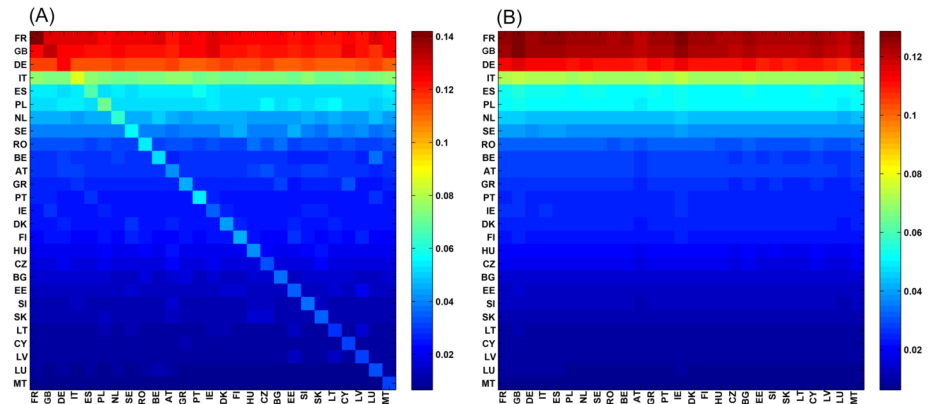 (A)
FR
GB
DE
IT
ES
PL
NL
SE
RO
BE
AT
GR
PT
IE
DK
FI
HU
CZ
BG
EE
SI
SK
LT
CY
LV
LU
MT
FR GB DE IT ES PL NL SE RO BE AT GR PT IE DK FI HU CZ BG EE SI SK LT CY LV LU MT
0.14
0.12
0.1
0.08
0.06
0.04
0.02
(B)
FR
GB
DE
IT
ES
PL
NL
SE
RO
BE
AT
GR
PT
IE
DK
FI
HU
CZ
BG
EE
SI
SK
LT
CY
LV
LU
MT
FR GB DE IT ES PL NL SE RO BE AT GR PT IE DK FI HU CZ BG EE SI SK LT CY LV LU MT
0.12
0.1
0.08
0.06
0.04
0.02